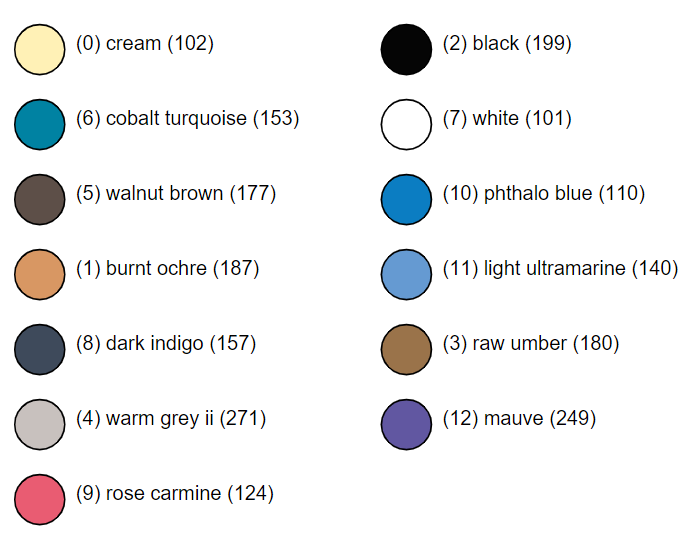 (0) cream (102)
(2) black (199)
(6) cobalt turquoise (153)
(7) white (101)
(5) walnut brown (177)
(10) phthalo blue (110)
(1) burnt ochre (187)
(11) light ultramarine (140)
(8) dark indigo (157)
(3) raw umber (180)
(4) warm grey ii (271)
(12) mauve (249)
(9) rose carmine (124)